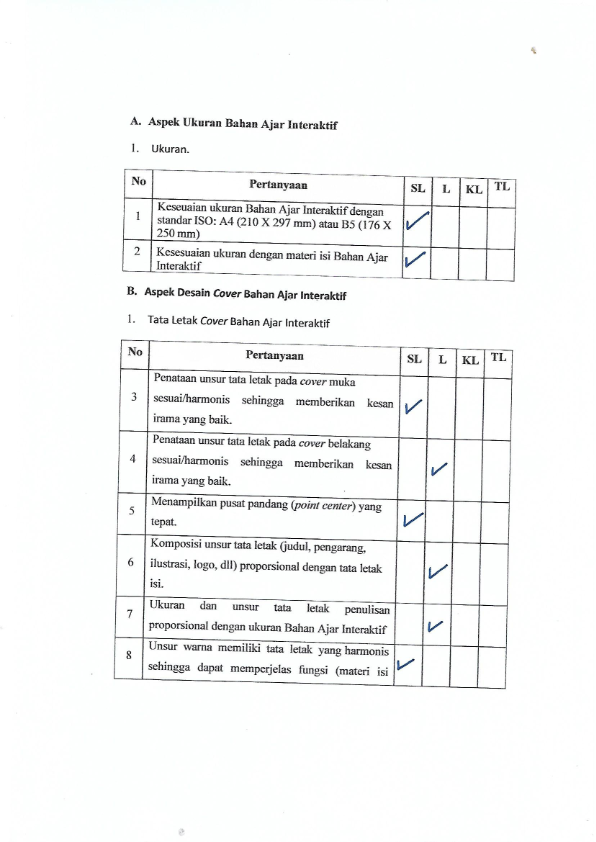 A. Aspek Ukuran Bahan Ajar Interaktif
1. Ukuran.
No Pertanyaan SL L KL TL
1 Keseuaian ukuran Bahan Ajar Interaktif dengan
standar ISO: A4 (210 X 297 mm) atau B5 (176 X
250 mm) ✓
2 Kesesuaian ukuran dengan materi isi Bahan Ajar
Interaktif ✓
B. Aspek Desain Cover Bahan Ajar Interaktif
1. Tata Letak Cover Bahan Ajar Interaktif
No Pertanyaan SL L KL TL
Penataan unsur tata letak pada cover muka
3 sesuai/harmonis sehingga memberikan kesan ✓
irama yang baik.
Penataan unsur tata letak pada cover belakang
4 sesuai/harmonis sehingga memberikan kesan ✓
irama yang baik.
5 Menampilkan pusat pandang (point center) yang
tepat. ✓
Komposisi unsur tata letak (judul, pengarang,
6 ilustrasi, logo, dll) proporsional dengan tata letak ✓
isi.
7 Ukuran dan unsur tata letak penulisan
proporsional dengan ukuran Bahan Ajar Interaktif ✓
8 Unsur warna memiliki tata letak yang harmonis
sehingga dapat memperjelas fungsi (materi isi ✓